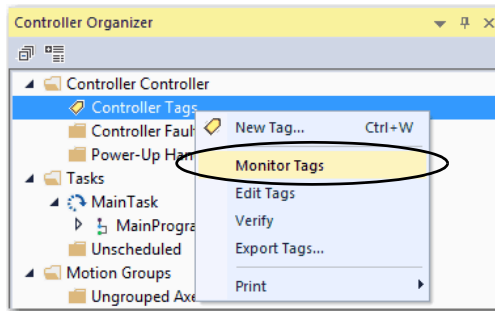 Controller Organizer
Controller Controller
Controller Tags
Controller Faul
New Tag... Ctrl+W
Power-Up Han
Monitor Tags
Tasks
Edit Tags
MainTask
Verify
MainProgra
Export Tags...
Unscheduled
Motion Groups
Print
Ungrouped Axe